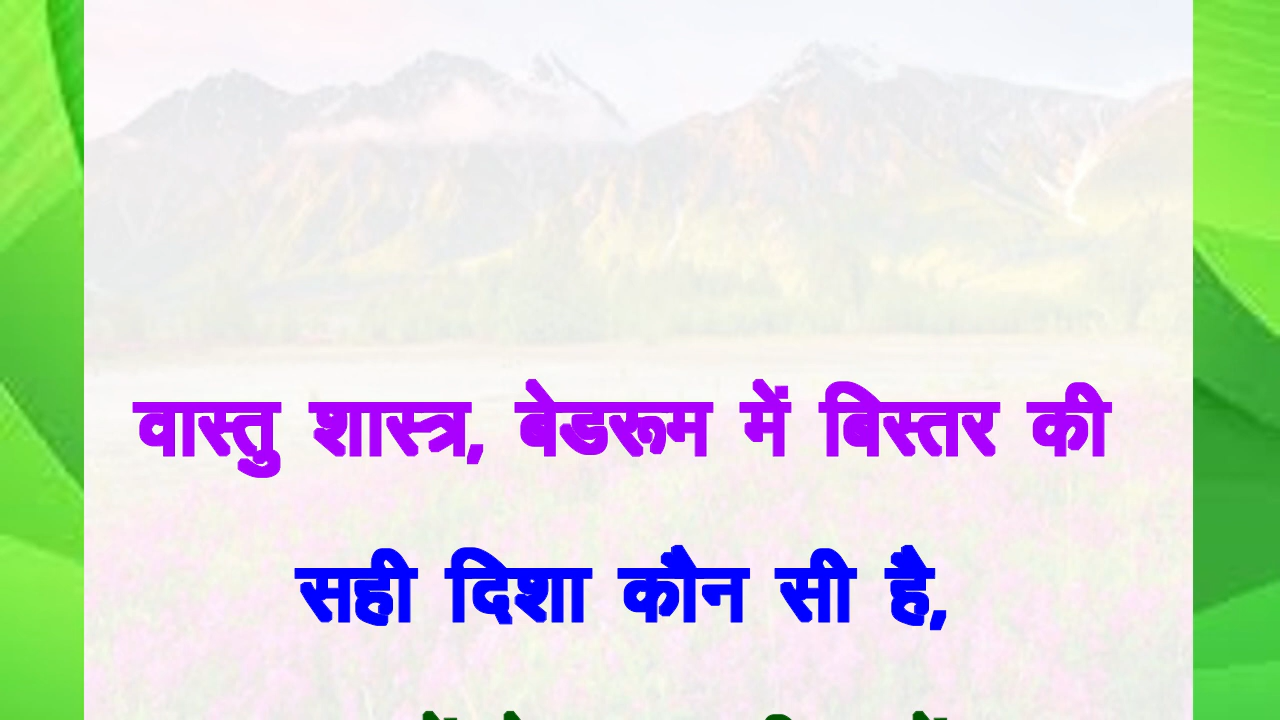 वास्तु शास्त्र, बेडरूम में बिस्तर की
सही दिशा कौन सी है,